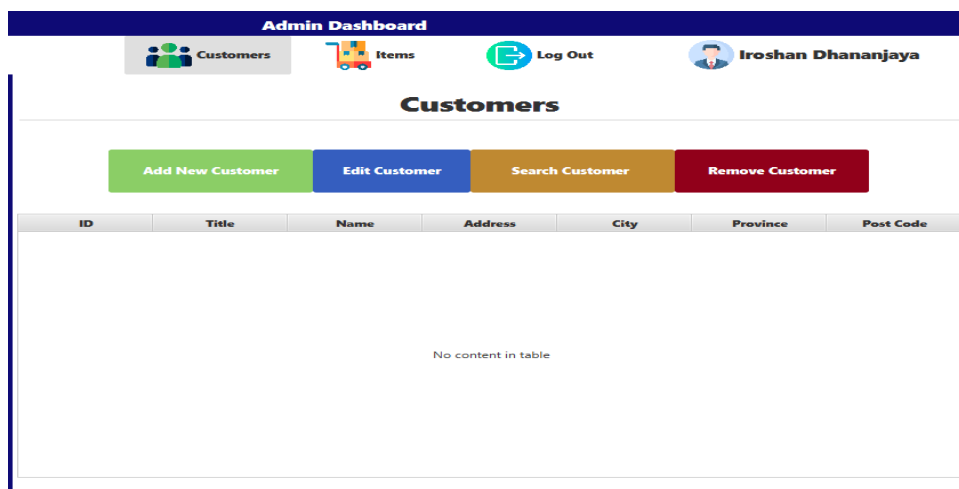 Admin Dashboard
Customers Items Log Out Iroshan Dhananjaya
Customers
Add New Customer Edit Customer Search Customer Remove Customer
ID Title Name Address City Province Post Code
No content in table